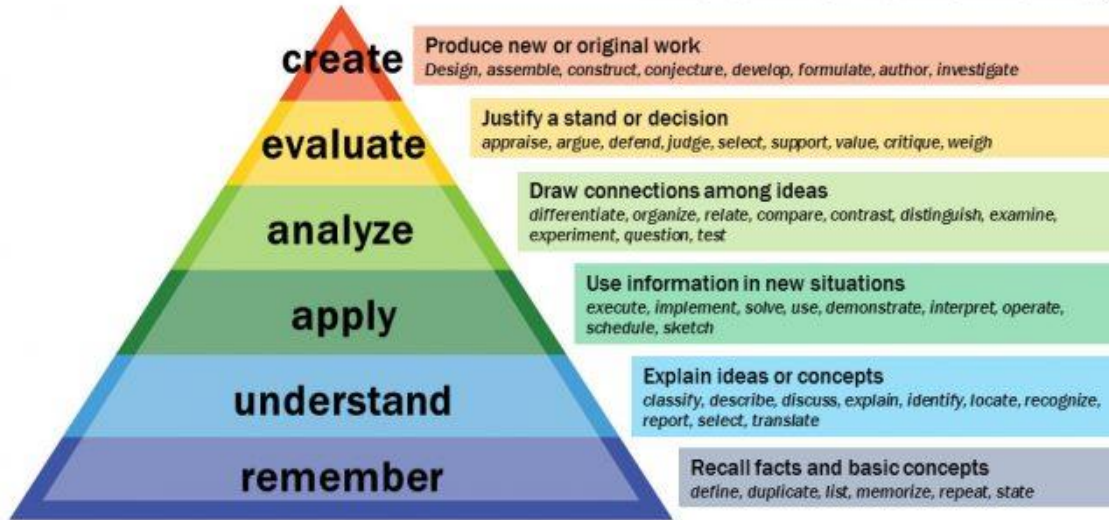 create
Produce new or original work
Design, assemble, construct, conjecture, develop, formulate, author, investigate
evaluate
Justify a stand or decision
appraise, argue, defend, judge, select, support, value, critique, weigh
analyze
Draw connections among ideas
differentiate, organize, relate, compare, contrast, distinguish, examine,
experiment, question, test
apply
Use information in new situations
execute, implement, solve, use, demonstrate, interpret, operate,
schedule, sketch
understand
Explain ideas or concepts
classify, describe, discuss, explain, identify, locate, recognize,
report, select, translate
remember
Recall facts and basic concepts
define, duplicate, list, memorize, repeat, state